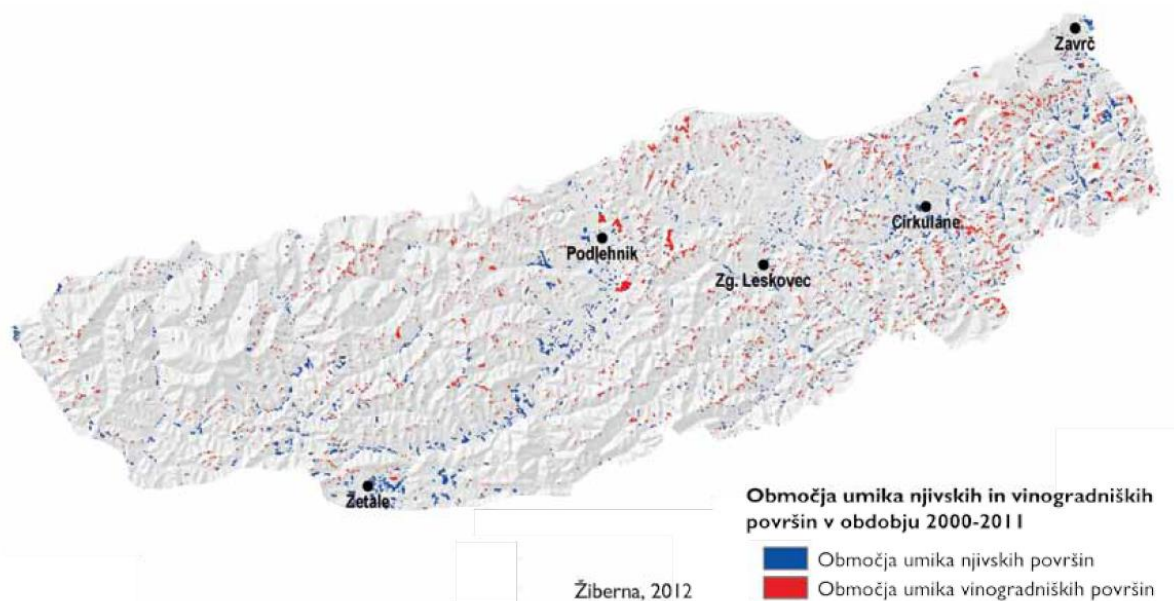 Zavrč
Cirkulane
Podlehnik
Zg. Leskovec
Žetale
Območja umika njivskih in vinogradniških
površin v obdobju 2000-2011
Območja umika njivskih površin
Območja umika vinogradniških površin
Žiberna, 2012